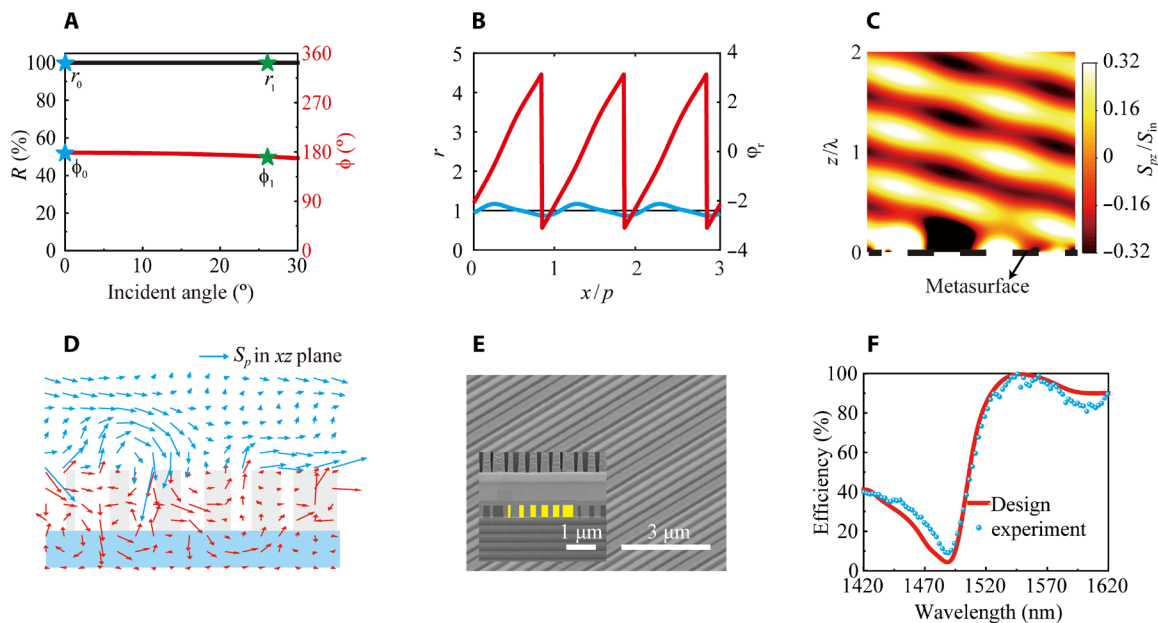 A
R (%)
100
80
60
40
20
0
r₀
r₁
ϕ₀
ϕ₁
360
270
180
90
0
ϕ (º)
0
10
20
30
Incident angle (º)
B
r
5
4
3
2
1
0
4
2
0
−2
−4
φᵣ
0
1
2
3
x/p
C
z/λ
2
1
0
0.32
0.16
0
−0.16
−0.32
S_pz / S_in
Metasurface
D
S_p in xz plane
E
1 μm
3 μm
F
Efficiency (%)
100
80
60
40
20
0
Design
experiment
1420
1470
1520
1570
1620
Wavelength (nm)